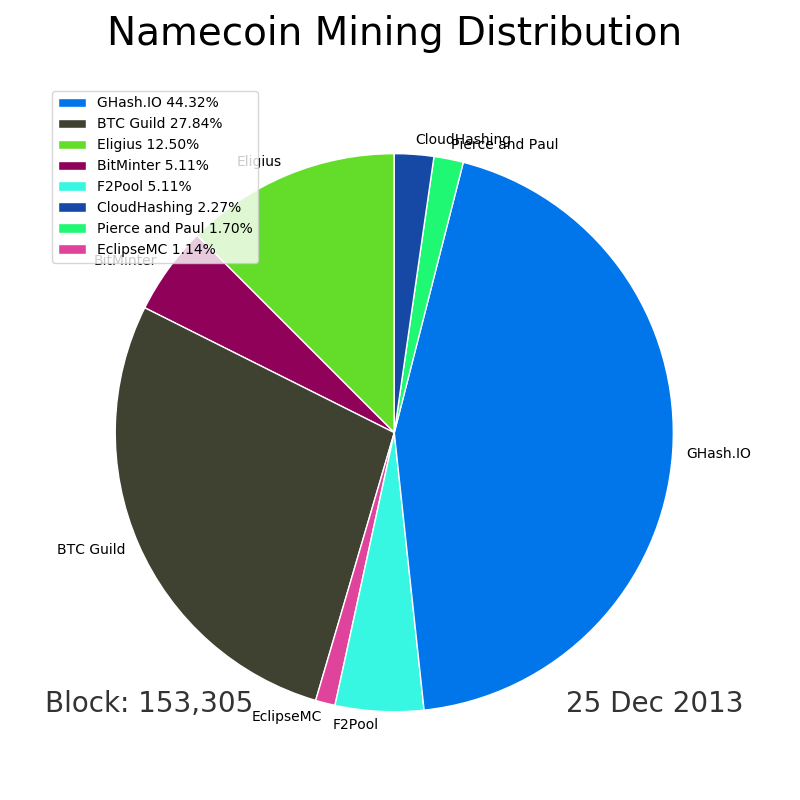 Namecoin Mining Distribution
GHash.IO 44.32%
BTC Guild 27.84%
Eligius 12.50%
BitMinter 5.11%
F2Pool 5.11%
CloudHashing 2.27%
Pierce and Paul 1.70%
EclipseMC 1.14%
CloudHashing
Pierce and Paul
Eligius
BitMinter
GHash.IO
BTC Guild
EclipseMC
F2Pool
Block: 153,305
25 Dec 2013